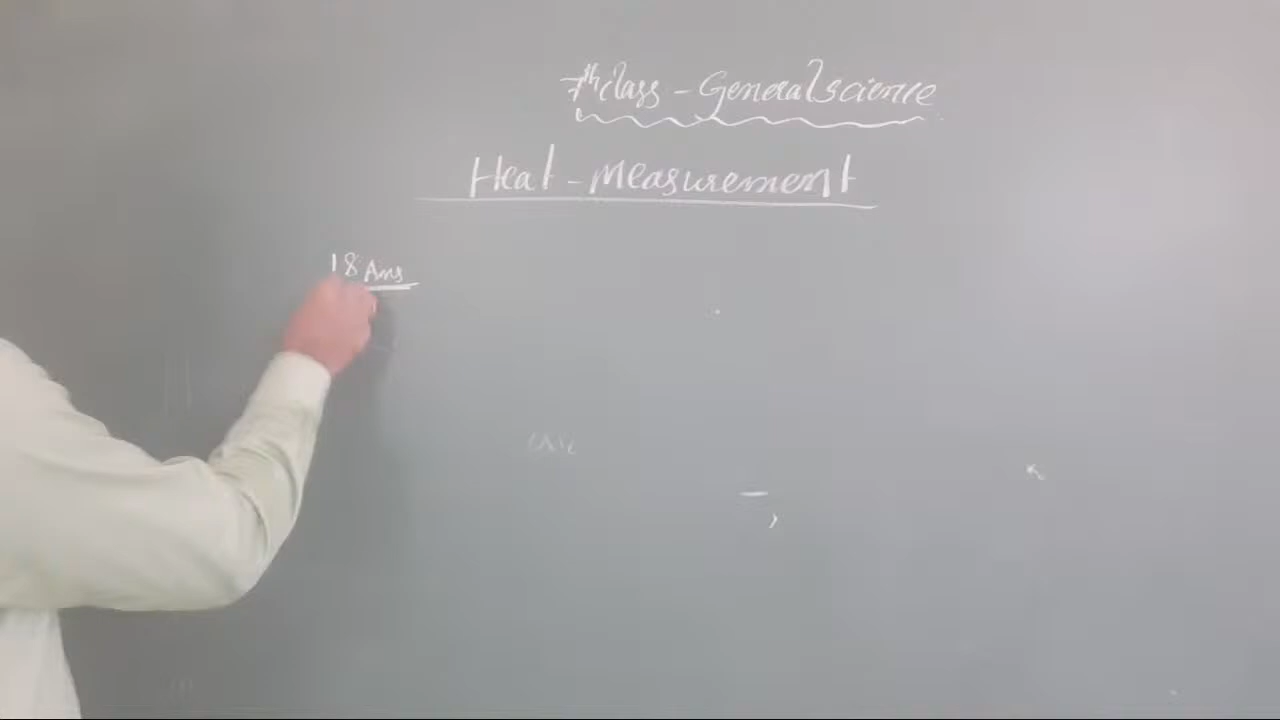 7th class - General science
Heat - Measurement
18 Ans